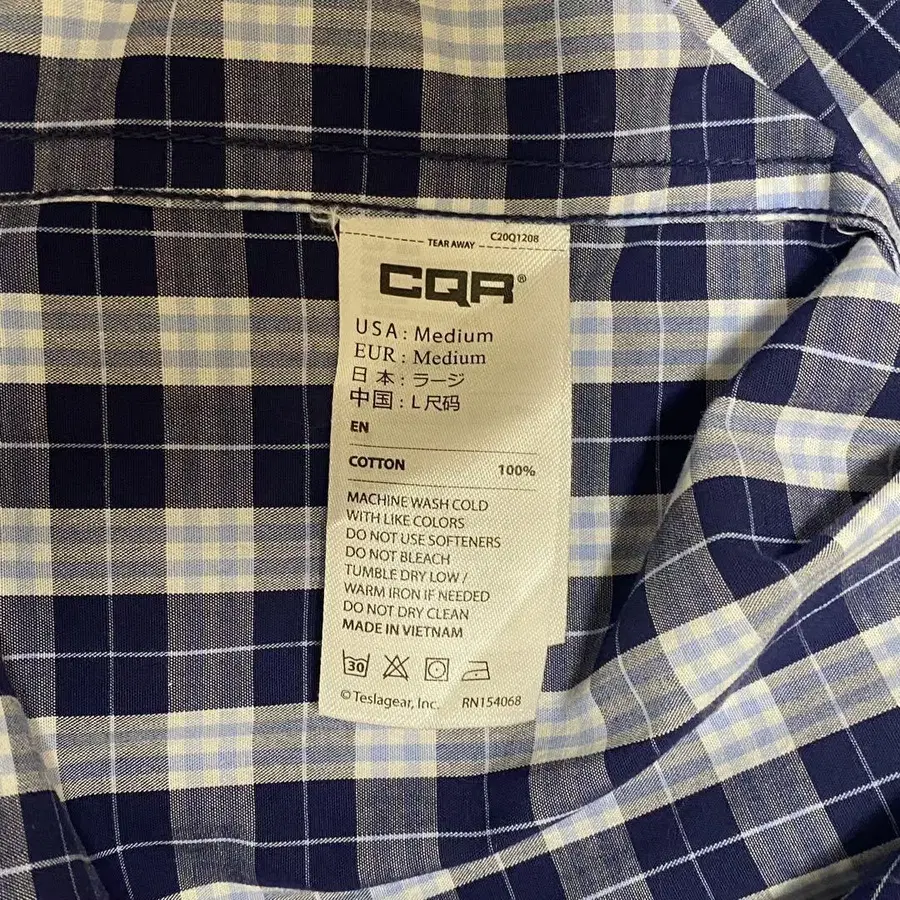 TEAR AWAY C20Q1208
CQR®
USA : Medium
EUR : Medium
日 本 : ラージ
中国 : L 尺码
EN
COTTON 100%
MACHINE WASH COLD
WITH LIKE COLORS
DO NOT USE SOFTENERS
DO NOT BLEACH
TUMBLE DRY LOW /
WARM IRON IF NEEDED
DO NOT DRY CLEAN
MADE IN VIETNAM
30
© Teslagear, Inc. RN154068